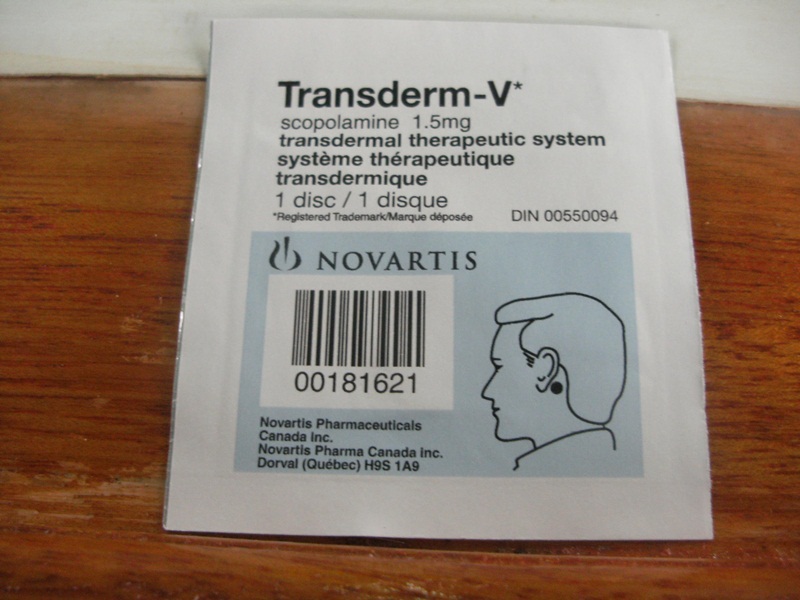 Transderm-V*
scopolamine 1.5mg
transdermal therapeutic system
système thérapeutique
transdermique
1 disc / 1 disque
*Registered Trademark/Marque déposée DIN 00550094
NOVARTIS
00181621
Novartis Pharmaceuticals
Canada Inc.
Novartis Pharma Canada Inc.
Dorval (Québec) H9S 1A9